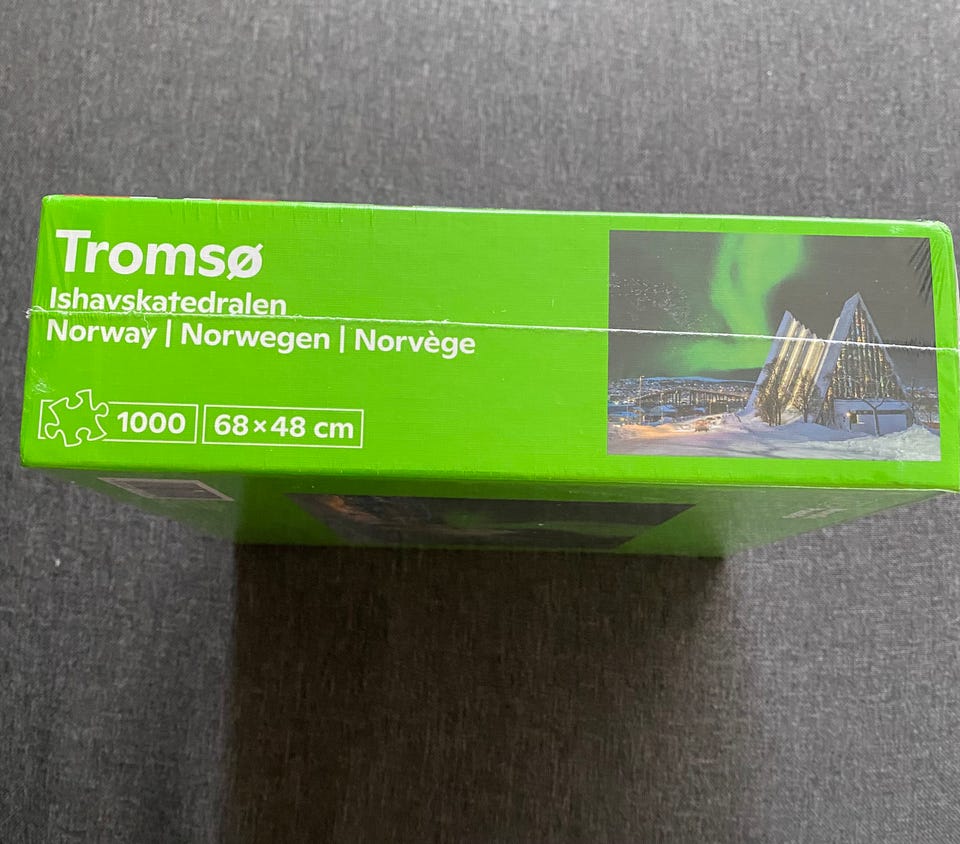 Tromsø
Ishavskatedralen
Norway | Norwegen | Norvège
1000
68×48 cm